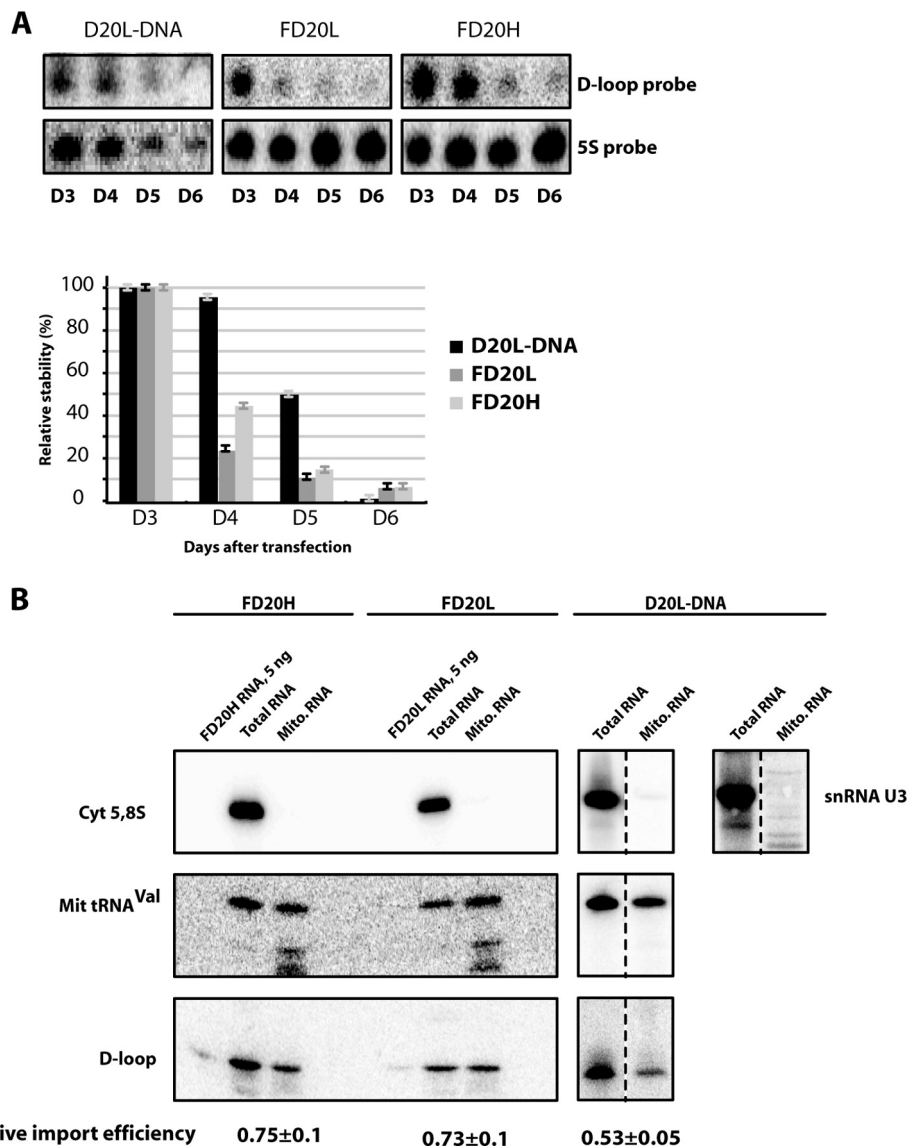 A
D20L-DNA FD20L FD20H
D-loop probe
5S probe
D3 D4 D5 D6 D3 D4 D5 D6 D3 D4 D5 D6
Relative stability (%)
100
80
60
40
20
0
D3 D4 D5 D6
Days after transfection
D20L-DNA
FD20L
FD20H
B
FD20H FD20L D20L-DNA
FD20H RNA, 5 ng Total RNA Mito. RNA FD20L RNA, 5 ng Total RNA Mito. RNA Total RNA Mito. RNA Total RNA Mito. RNA
Cyt 5,8S
snRNA U3
Mit tRNA^Val
D-loop
ive import efficiency 0.75±0.1 0.73±0.1 0.53±0.05